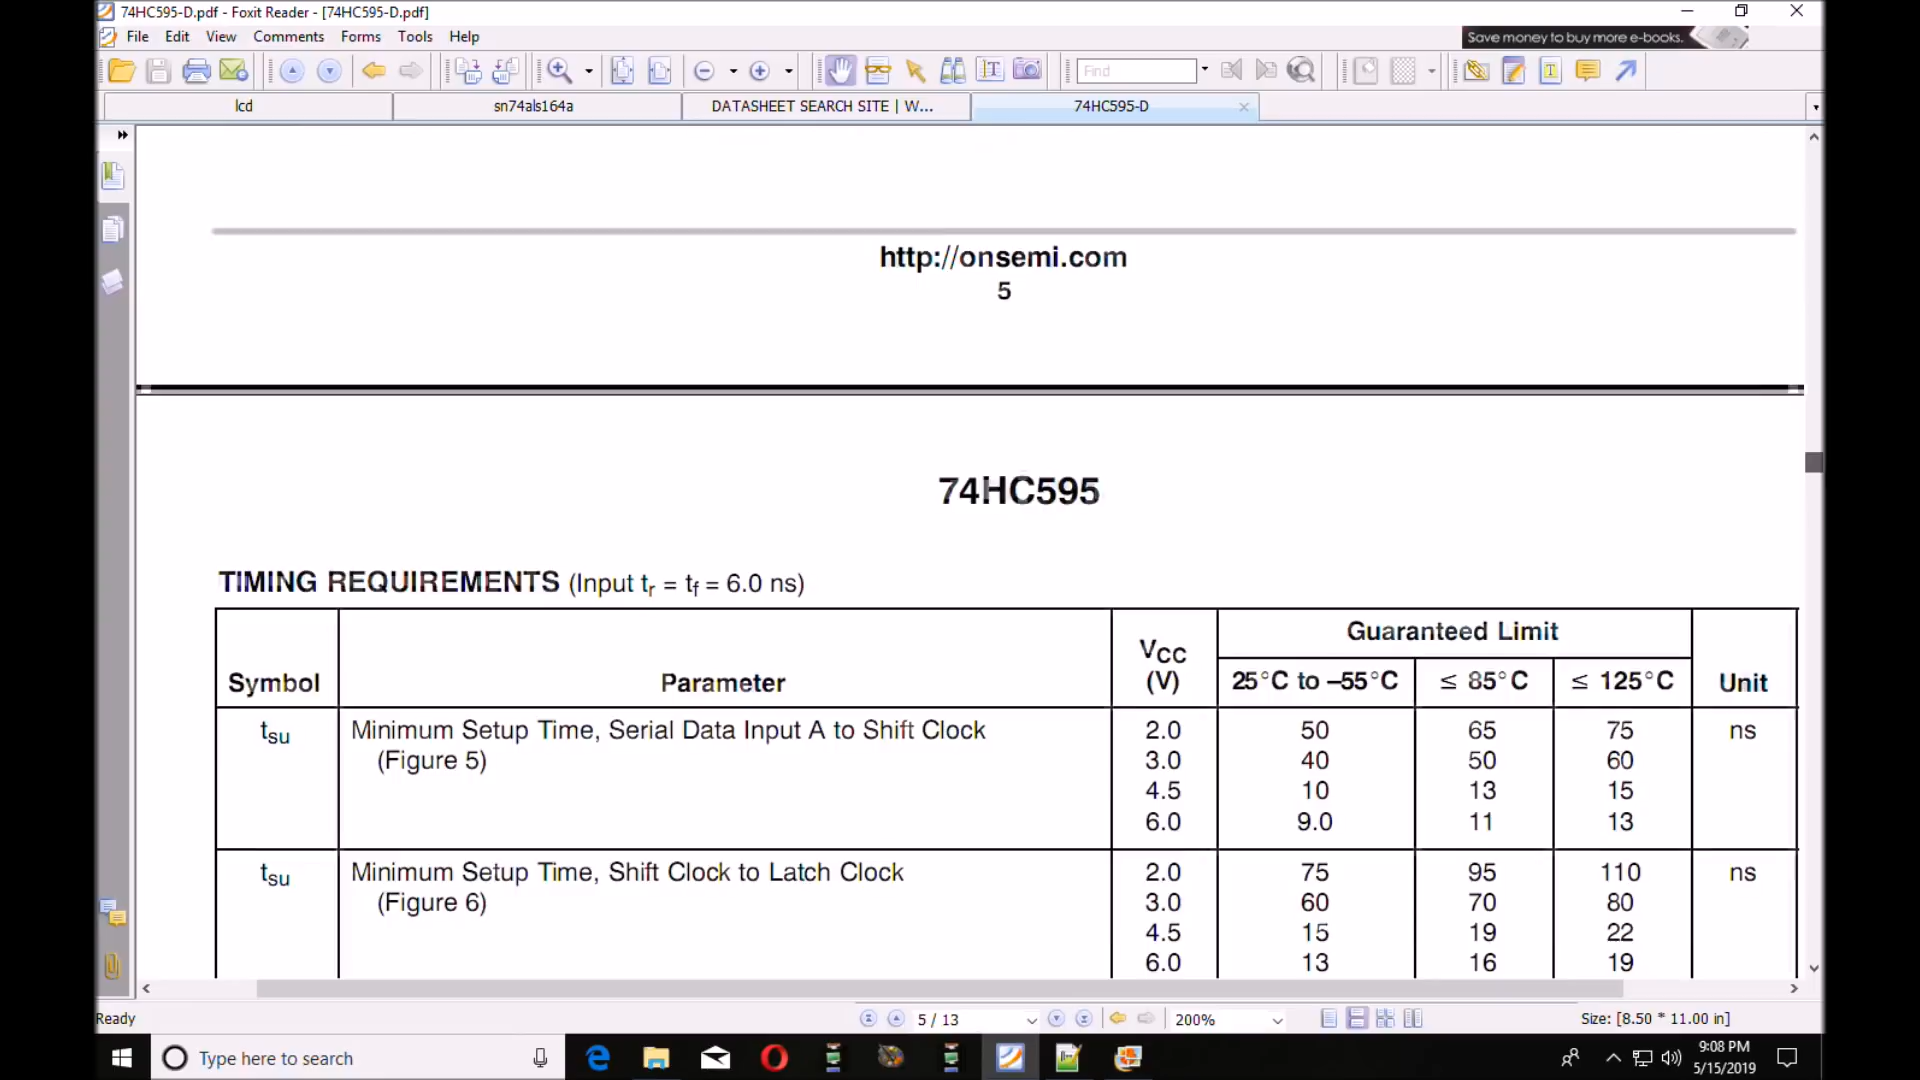 74HC595-D.pdf - Foxit Reader - [74HC595-D.pdf]
File Edit View Comments Forms Tools Help
Save money to buy more e-books.
Find
lcd sn74als164a DATASHEET SEARCH SITE | W... 74HC595-D
http://onsemi.com
5
74HC595
TIMING REQUIREMENTS (Input tr = tf = 6.0 ns)
Symbol Parameter VCC (V) Guaranteed Limit Unit
25°C to –55°C ≤ 85°C ≤ 125°C
tsu Minimum Setup Time, Serial Data Input A to Shift Clock 2.0 50 65 75 ns
(Figure 5) 3.0 40 50 60
4.5 10 13 15
6.0 9.0 11 13
tsu Minimum Setup Time, Shift Clock to Latch Clock 2.0 75 95 110 ns
(Figure 6) 3.0 60 70 80
4.5 15 19 22
6.0 13 16 19
Ready 5 / 13 200% Size: [8.50 * 11.00 in]
Type here to search 9:08 PM
5/15/2019